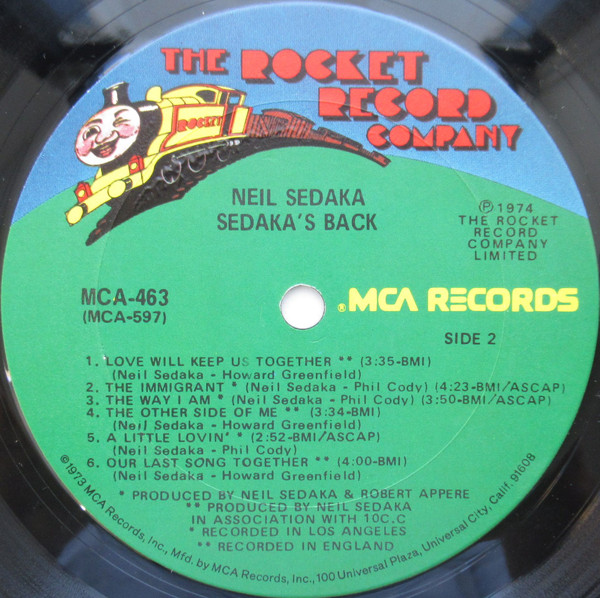 THE ROCKET
RECORD
COMPANY
ROCKET
NEIL SEDAKA
SEDAKA'S BACK
℗ 1974
THE ROCKET
RECORD
COMPANY
LIMITED
MCA-463
(MCA-597)
®MCA RECORDS
SIDE 2
1. LOVE WILL KEEP US TOGETHER ** (3:35-BMI)
(Neil Sedaka - Howard Greenfield)
2. THE IMMIGRANT * (Neil Sedaka - Phil Cody) (4:23-BMI/ASCAP)
3. THE WAY I AM * (Neil Sedaka - Phil Cody) (3:50-BMI/ASCAP)
4. THE OTHER SIDE OF ME ** (3:34-BMI)
(Neil Sedaka - Howard Greenfield)
5. A LITTLE LOVIN' * (2:52-BMI/ASCAP)
(Neil Sedaka - Phil Cody)
6. OUR LAST SONG TOGETHER ** (4:00-BMI)
(Neil Sedaka - Howard Greenfield)
* PRODUCED BY NEIL SEDAKA & ROBERT APPERE
** PRODUCED BY NEIL SEDAKA
IN ASSOCIATION WITH 10C.C
* RECORDED IN LOS ANGELES
** RECORDED IN ENGLAND
©1973 MCA Records, Inc., Mfd. by MCA Records, Inc., 100 Universal Plaza, Universal City, Calif. 91608